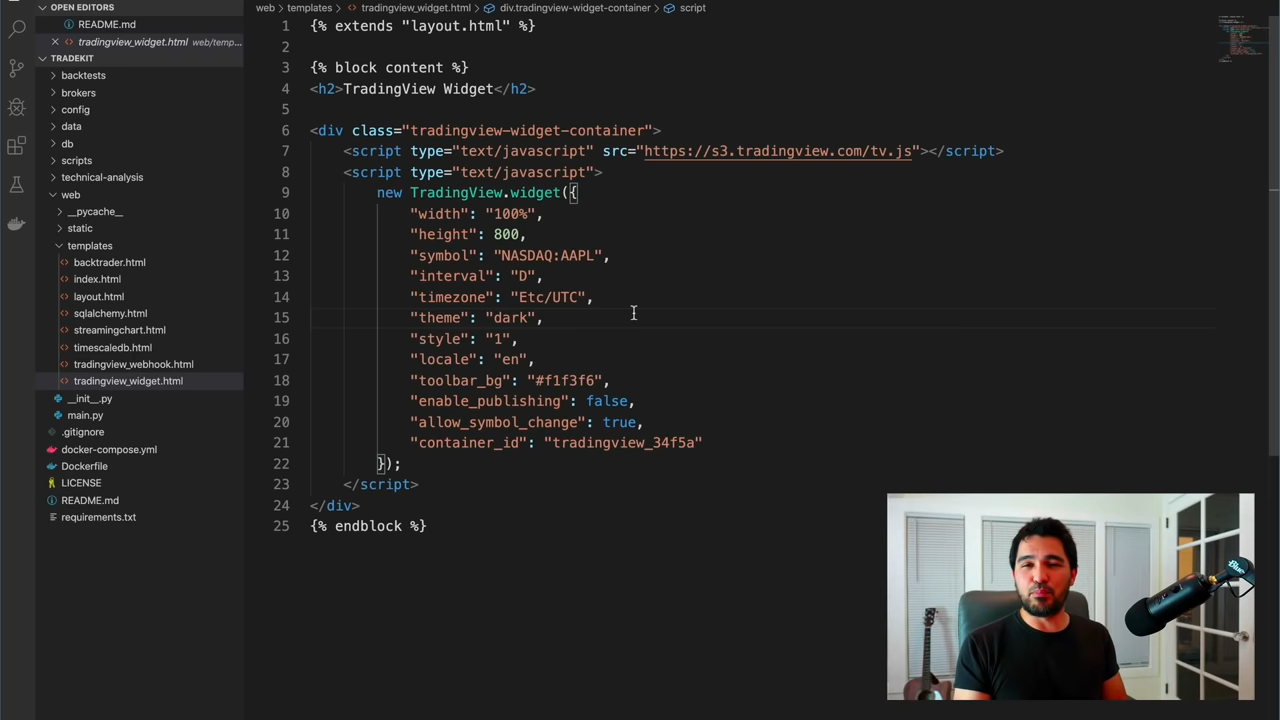 OPEN EDITORS
README.md
tradingview_widget.html web/temp...
TRADEKIT
backtests
brokers
config
data
db
scripts
technical-analysis
web
__pycache__
static
templates
backtrader.html
index.html
layout.html
sqlalchemy.html
streamingchart.html
timescaledb.html
tradingview_webhook.html
tradingview_widget.html
__init__.py
main.py
.gitignore
docker-compose.yml
Dockerfile
LICENSE
README.md
requirements.txt
web > templates > tradingview_widget.html > div.tradingview-widget-container > script
1 {% extends "layout.html" %}
2
3 {% block content %}
4 <h2>TradingView Widget</h2>
5
6 <div class="tradingview-widget-container">
7 <script type="text/javascript" src="https://s3.tradingview.com/tv.js"></script>
8 <script type="text/javascript">
9 new TradingView.widget({
10 "width": "100%",
11 "height": 800,
12 "symbol": "NASDAQ:AAPL",
13 "interval": "D",
14 "timezone": "Etc/UTC",
15 "theme": "dark",
16 "style": "1",
17 "locale": "en",
18 "toolbar_bg": "#f1f3f6",
19 "enable_publishing": false,
20 "allow_symbol_change": true,
21 "container_id": "tradingview_34f5a"
22 });
23 </script>
24 </div>
25 {% endblock %}
Blue